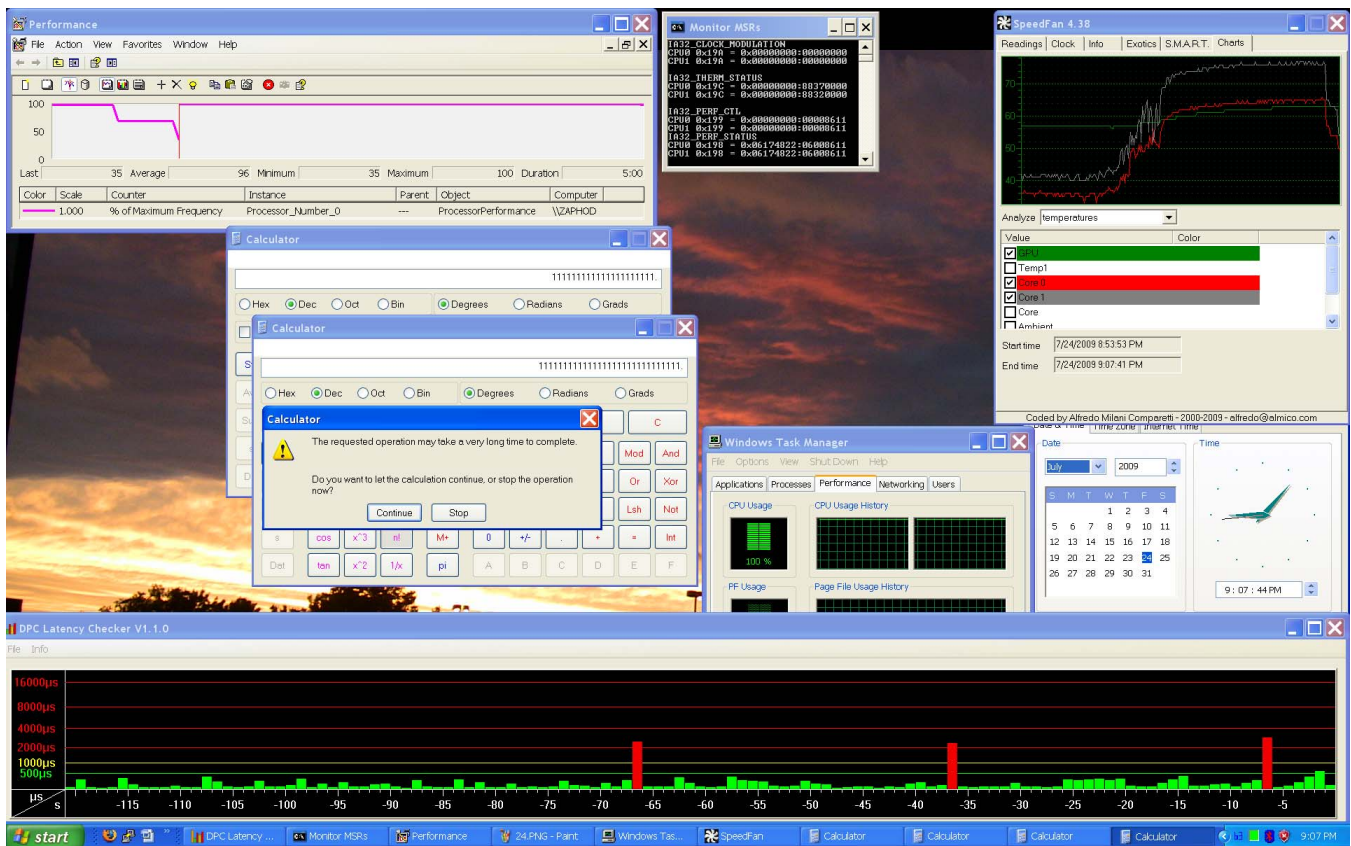 Performance
File Action View Favorites Window Help
100
50
0
Last 35 Average 96 Minimum 35 Maximum 100 Duration 5:00
Color Scale Counter Instance Parent Object Computer
1.000 % of Maximum Frequency Processor_Number_0 --- ProcessorPerformance \\ZAPHOD
Monitor MSRs
IA32_CLOCK_MODULATION
CPU0 0x19A = 0x00000000:00000000
CPU1 0x19A = 0x00000000:00000000
IA32_THERM_STATUS
CPU0 0x19C = 0x00000000:88370000
CPU1 0x19C = 0x00000000:88320000
IA32_PERF_CTL
CPU0 0x199 = 0x00000000:00008611
CPU1 0x199 = 0x00000000:00008611
IA32_PERF_STATUS
CPU0 0x198 = 0x06174822:06008611
CPU1 0x198 = 0x06174822:06008611
SpeedFan 4.38
Readings Clock Info Exotics S.M.A.R.T. Charts
70
60
50
40
Analyze temperatures
Value Color
GPU
Temp1
Core 0
Core 1
Core
Ambient
Start time 7/24/2009 8:53:53 PM
End time 7/24/2009 9:07:41 PM
Coded by Alfredo Milani Comparetti - 2000-2009 - alfredo@almico.com
Calculator
Hex Dec Oct Bin Degrees Radians Grads
Calculator
Hex Dec Oct Bin Degrees Radians Grads
C
Mod And
Or Xor
Lsh Not
s cos x^3 n! M+ 0 +/- . + = Int
Dat tan x^2 1/x pi A B C D E F
Calculator
The requested operation may take a very long time to complete.
Do you want to let the calculation continue, or stop the operation
now?
Continue Stop
Windows Task Manager
File Options View Shut Down Help
Applications Processes Performance Networking Users
CPU Usage CPU Usage History
100 %
PF Usage Page File Usage History
Date & Time Time Zone Internet Time
Date Time
July 2009
S M T W T F S
1 2 3 4
5 6 7 8 9 10 11
12 13 14 15 16 17 18
19 20 21 22 23 24 25
26 27 28 29 30 31
9 : 07 : 44 PM
DPC Latency Checker V1.1.0
File Info
16000µs
8000µs
4000µs
2000µs
1000µs
500µs
µs s -115 -110 -105 -100 -95 -90 -85 -80 -75 -70 -65 -60 -55 -50 -45 -40 -35 -30 -25 -20 -15 -10 -5
start DPC Latency ... Monitor MSRs Performance 24.PNG - Paint Windows Tas... SpeedFan Calculator Calculator Calculator Calculator 9:07 PM